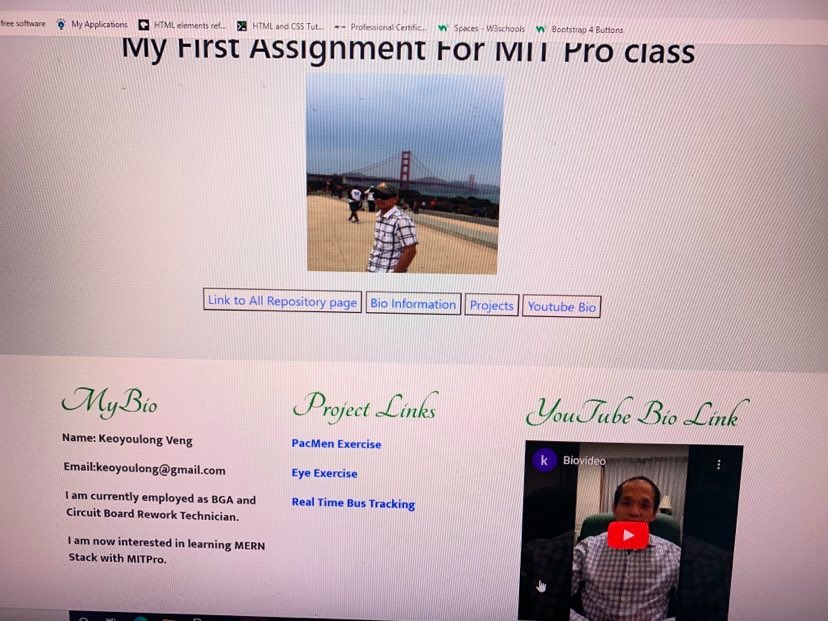 free software My Applications HTML elements ref... HTML and CSS Tut... Professional Certific... Spaces - W3schools Bootstrap 4 Buttons
My First Assignment For MIT Pro class
Link to All Repository page Bio Information Projects Youtube Bio
MyBio
Name: Keoyoulong Veng
Email:keoyoulong@gmail.com
I am currently employed as BGA and
Circuit Board Rework Technician.
I am now interested in learning MERN
Stack with MITPro.
Project Links
PacMen Exercise
Eye Exercise
Real Time Bus Tracking
YouTube Bio Link
k Biovideo